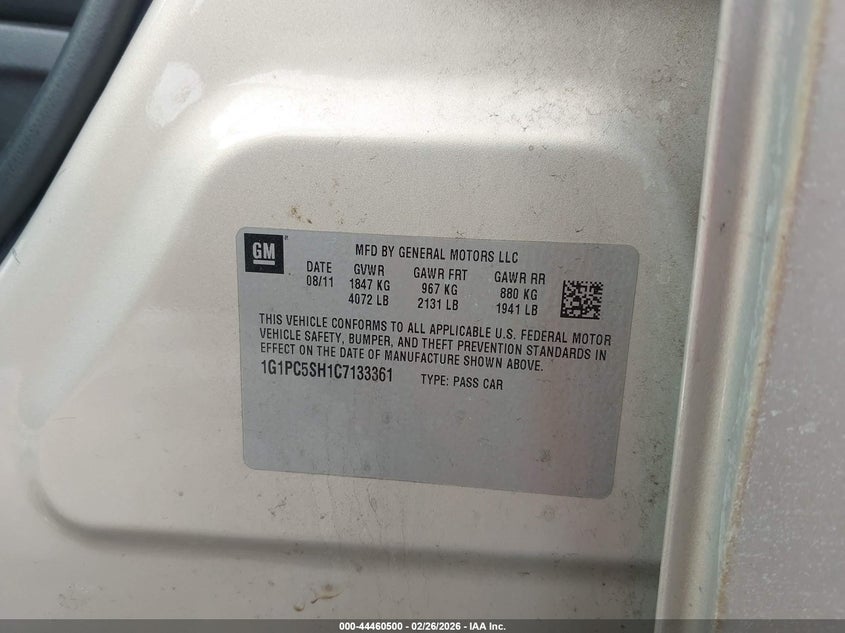 GM
MFD BY GENERAL MOTORS LLC
DATE GVWR GAWR FRT GAWR RR
08/11 1847 KG 967 KG 880 KG
4072 LB 2131 LB 1941 LB
THIS VEHICLE CONFORMS TO ALL APPLICABLE U.S. FEDERAL MOTOR
VEHICLE SAFETY, BUMPER, AND THEFT PREVENTION STANDARDS IN
EFFECT ON THE DATE OF MANUFACTURE SHOWN ABOVE.
1G1PC5SH1C7133361 TYPE: PASS CAR
000-44460500 - 02/26/2026 - IAA Inc.